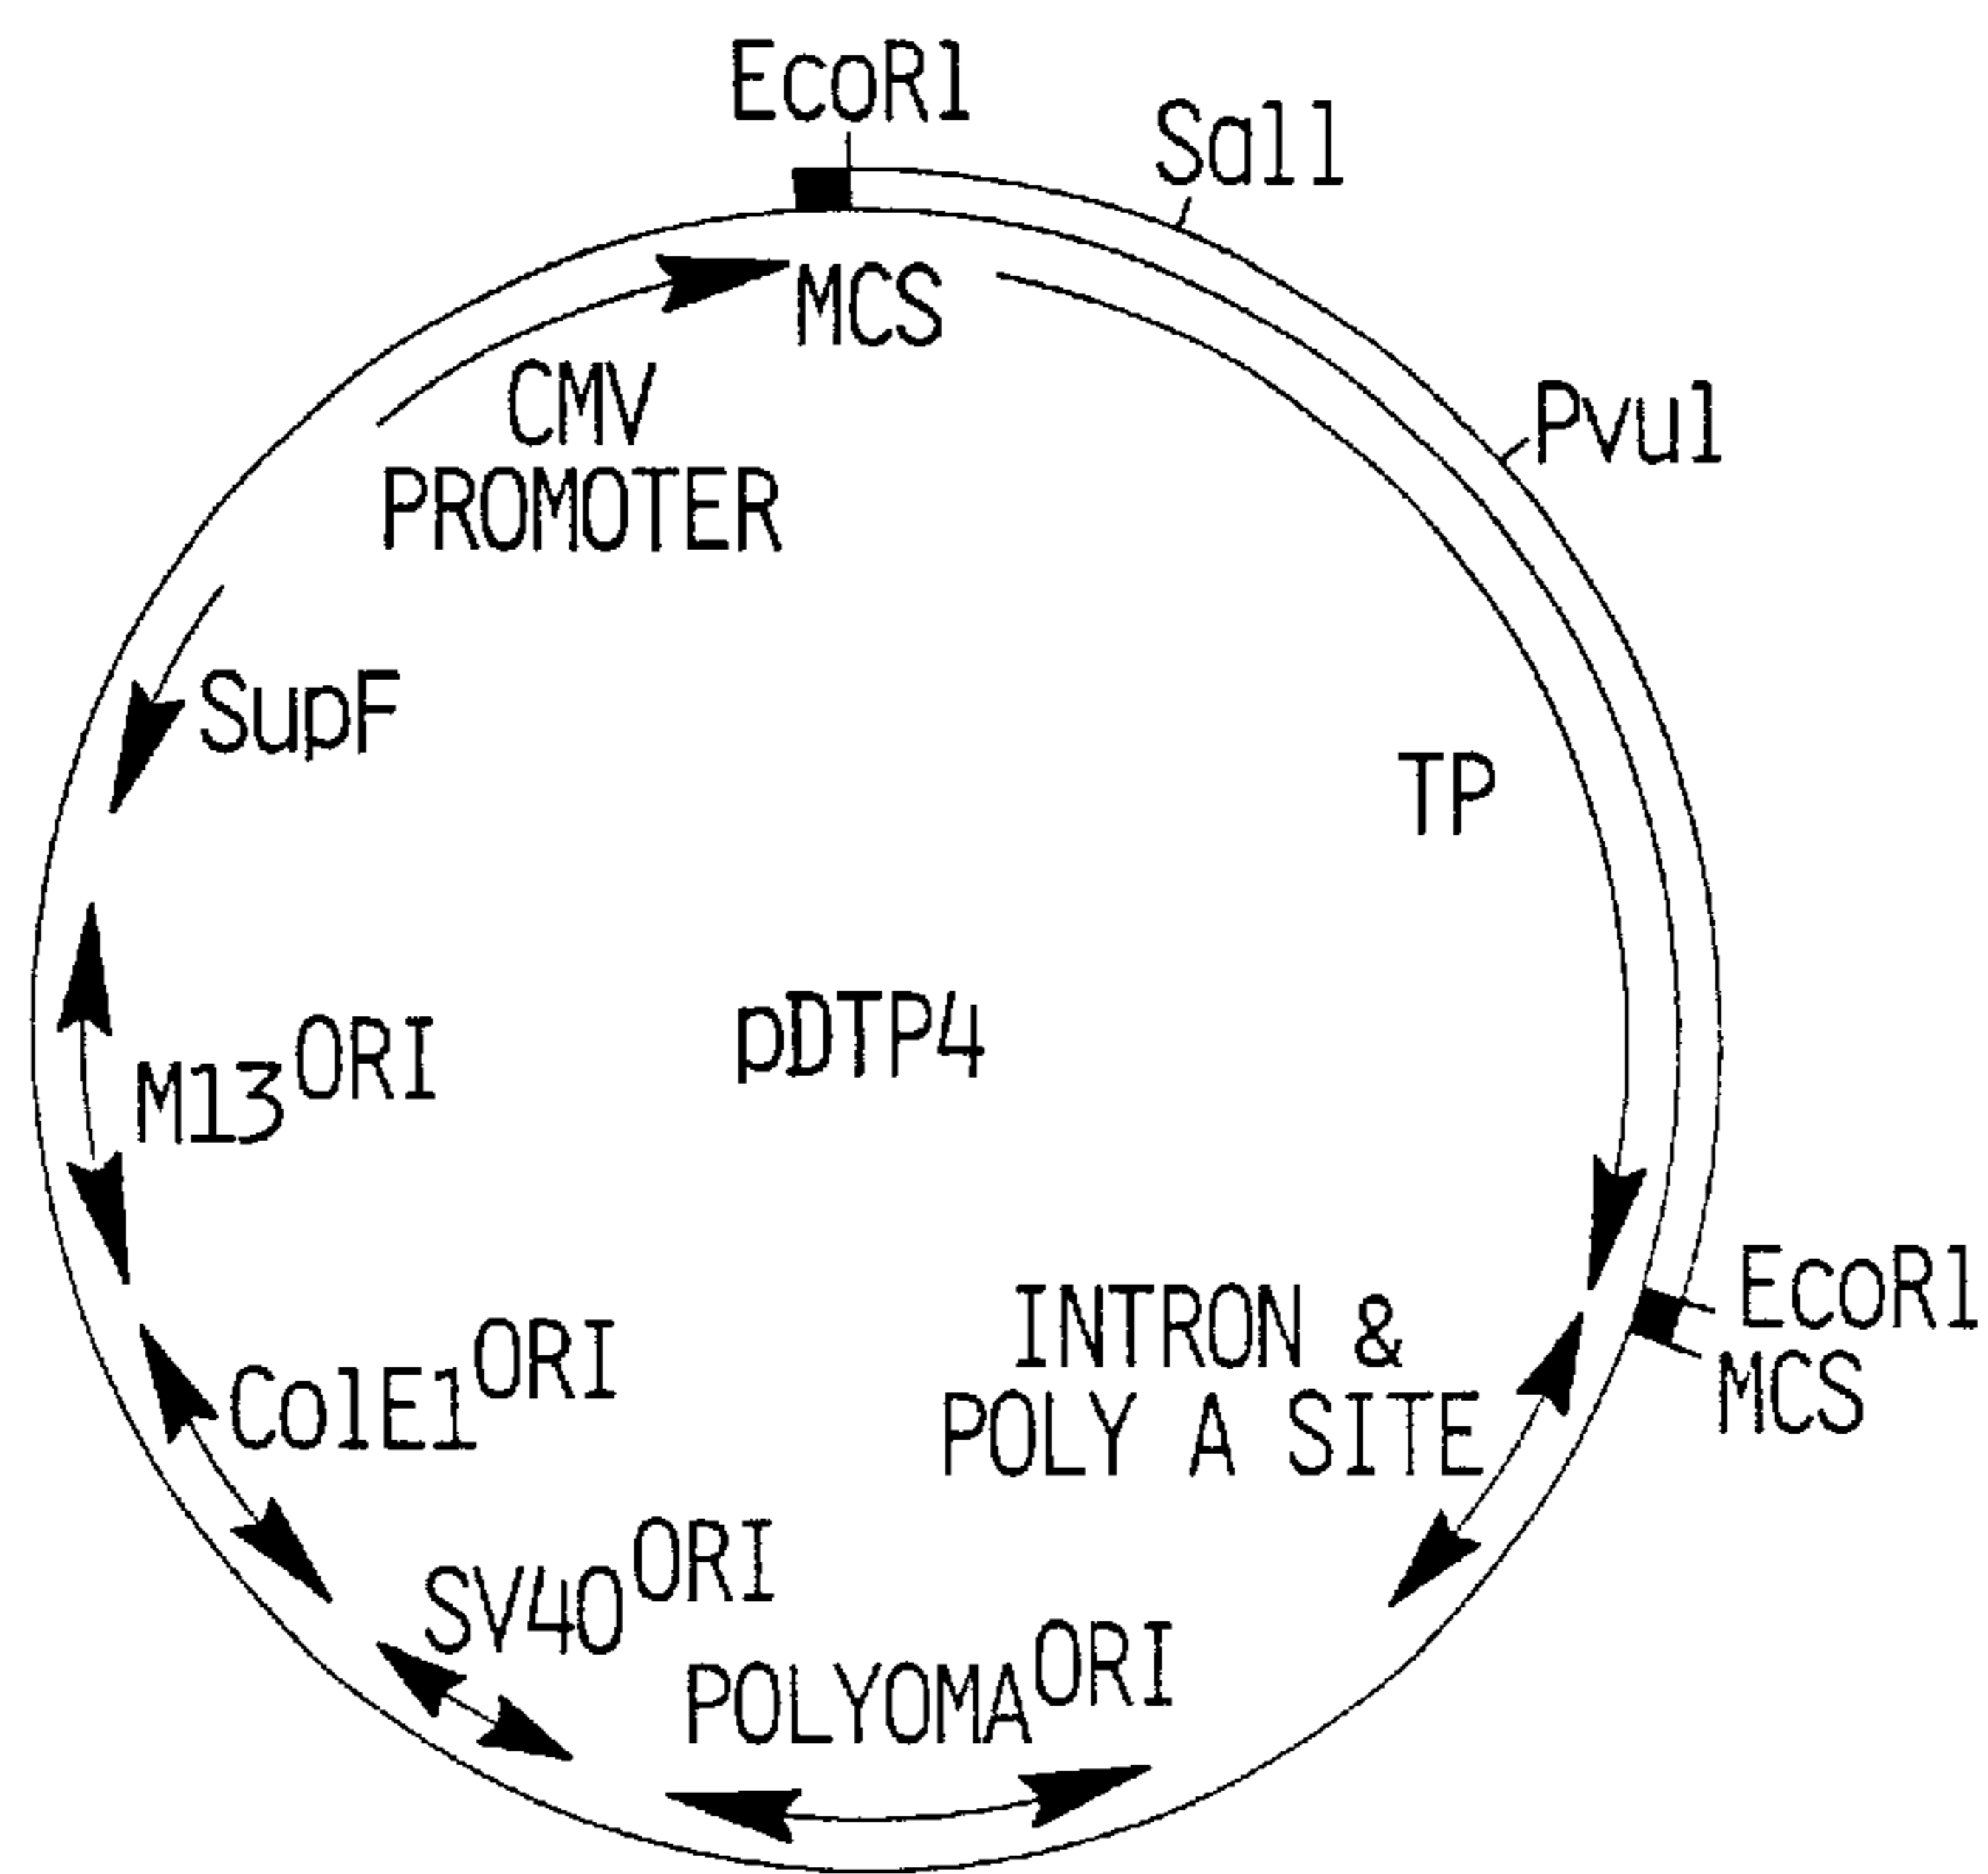 EcoR1
Sal1
Pvu1
MCS
CMV
PROMOTER
SupF
TP
pDTP4
M13ORI
EcoR1
MCS
INTRON &
POLY A SITE
ColE1ORI
SV40ORI
POLYOMAORI